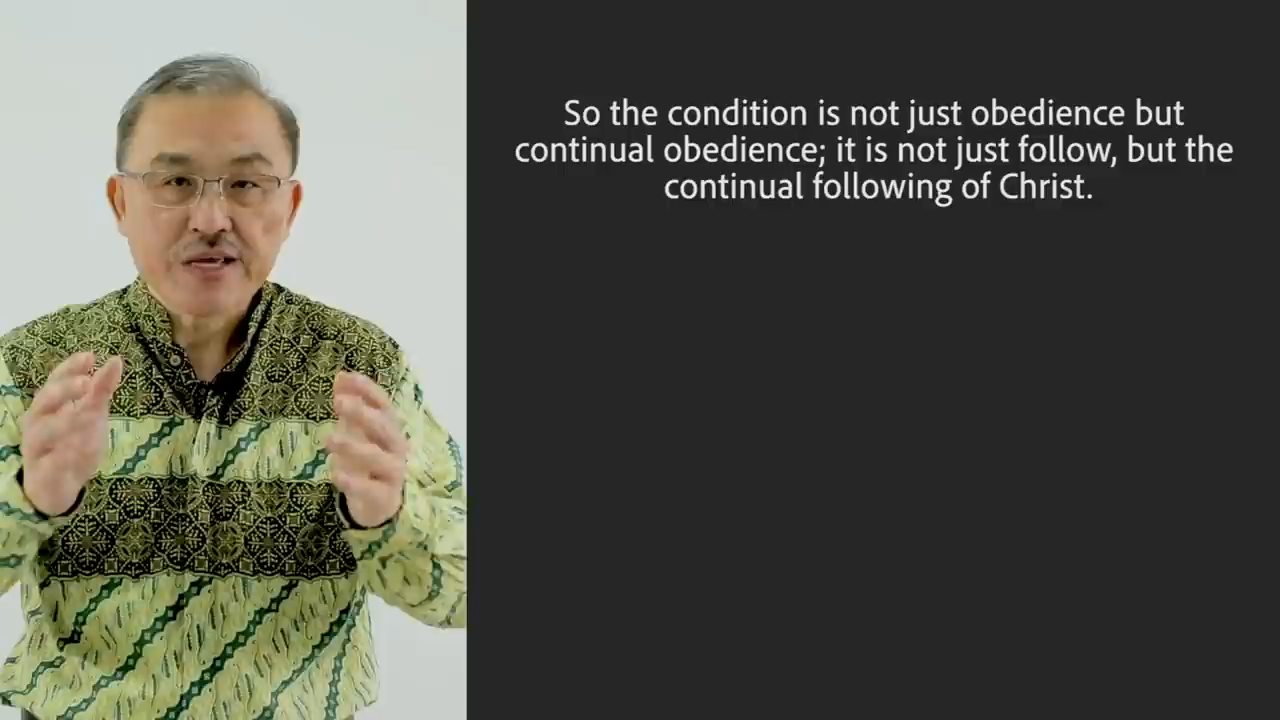 So the condition is not just obedience but
continual obedience; it is not just follow, but the
continual following of Christ.